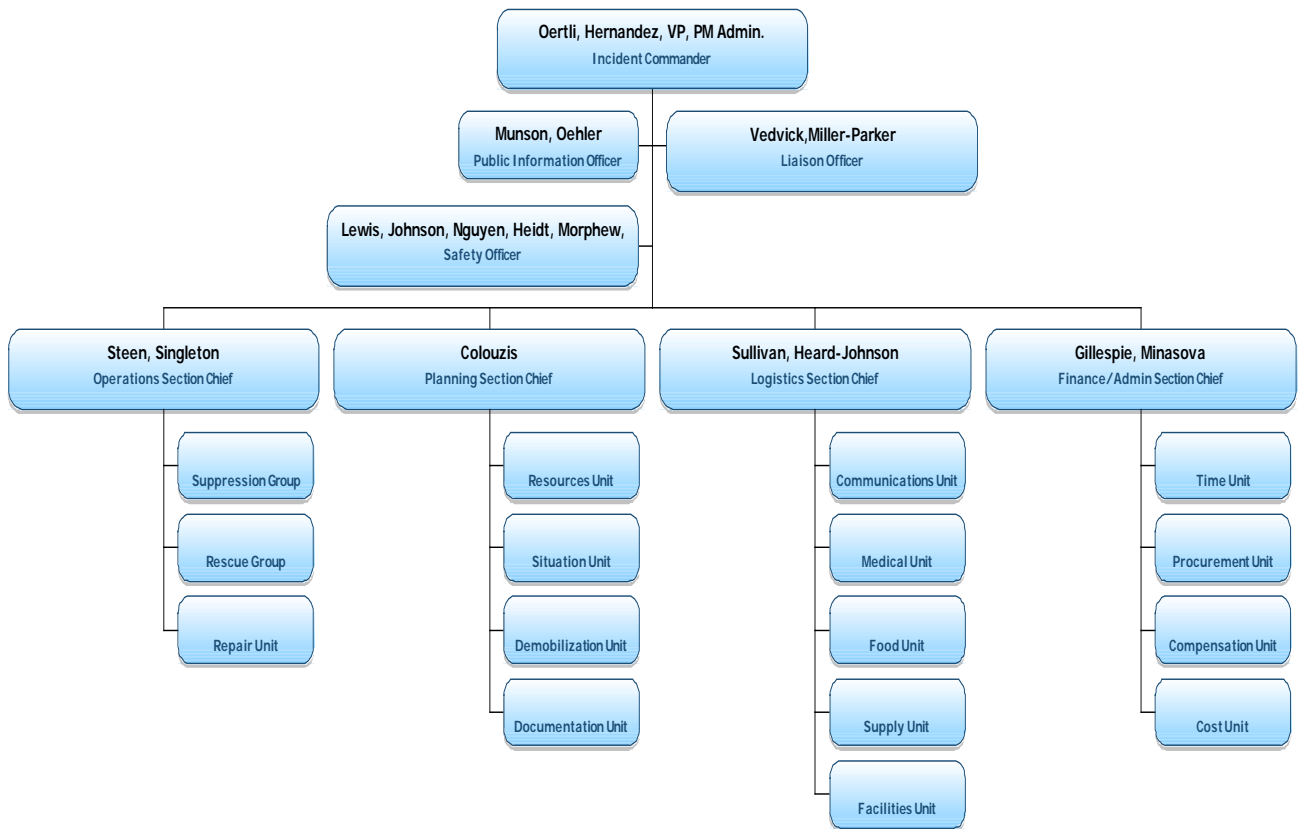 Oertli, Hernandez, VP, PM Admin.
Incident Commander
Munson, Oehler
Public Information Officer
Vedvick,Miller-Parker
Liaison Officer
Lewis, Johnson, Nguyen, Heidt, Morphew,
Safety Officer
Steen, Singleton
Operations Section Chief
Suppression Group
Rescue Group
Repair Unit
Colouzis
Planning Section Chief
Resources Unit
Situation Unit
Demobilization Unit
Documentation Unit
Sullivan, Heard-Johnson
Logistics Section Chief
Communications Unit
Medical Unit
Food Unit
Supply Unit
Facilities Unit
Gillespie, Minasova
Finance/Admin Section Chief
Time Unit
Procurement Unit
Compensation Unit
Cost Unit